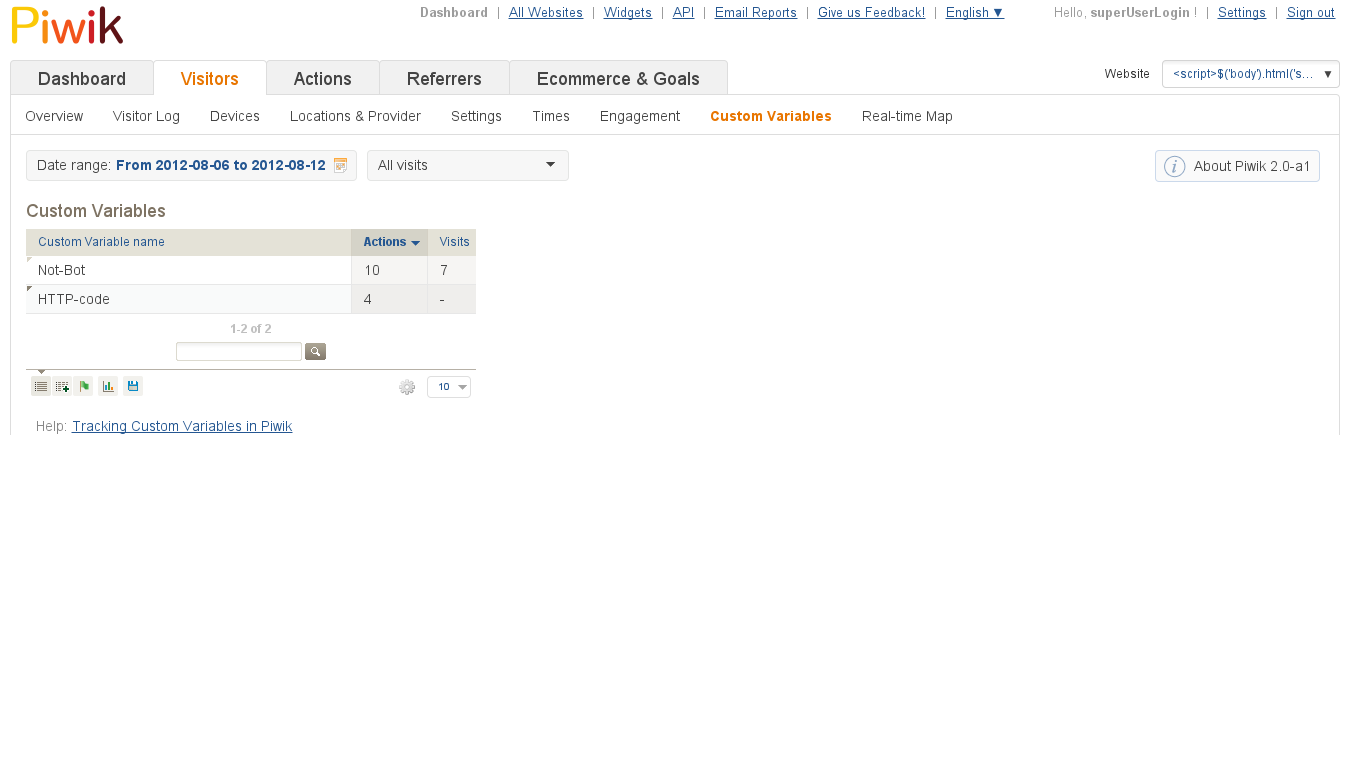 Piwik
Dashboard | All Websites | Widgets | API | Email Reports | Give us Feedback! | English ▼ Hello, superUserLogin ! | Settings | Sign out
Dashboard Visitors Actions Referrers Ecommerce & Goals Website <script>$('body').html('s... ▼
Overview Visitor Log Devices Locations & Provider Settings Times Engagement Custom Variables Real-time Map
Date range: From 2012-08-06 to 2012-08-12 All visits About Piwik 2.0-a1
Custom Variables
Custom Variable name Actions Visits
Not-Bot 10 7
HTTP-code 4 -
1-2 of 2
10
Help: Tracking Custom Variables in Piwik